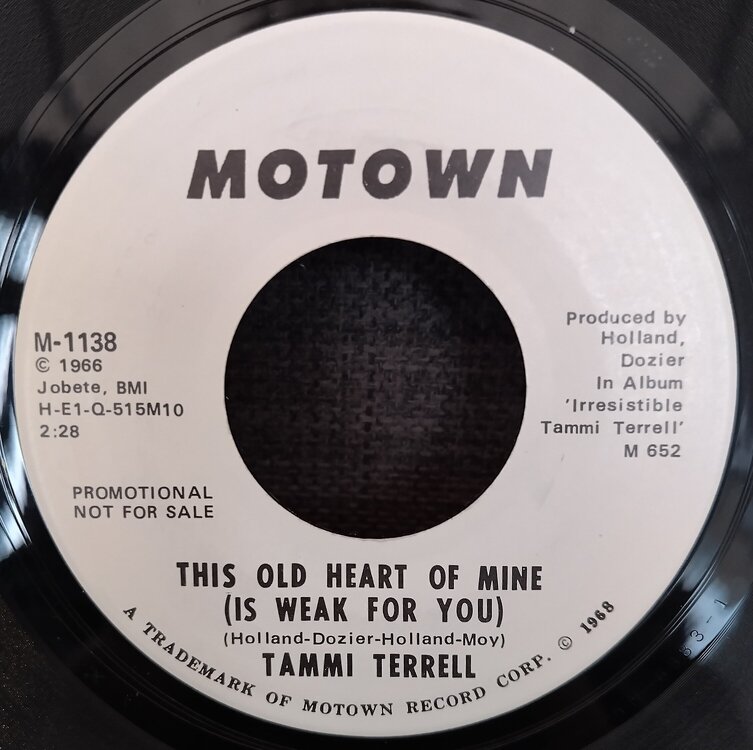 MOTOWN
M-1138
© 1966
Jobete, BMI
H-E1-Q-515M10
2:28
PROMOTIONAL
NOT FOR SALE
Produced by
Holland,
Dozier
In Album
'Irresistible
Tammi Terrell'
M 652
THIS OLD HEART OF MINE
(IS WEAK FOR YOU)
(Holland-Dozier-Holland-Moy)
TAMMI TERRELL
A TRADEMARK OF MOTOWN RECORD CORP. © 1968